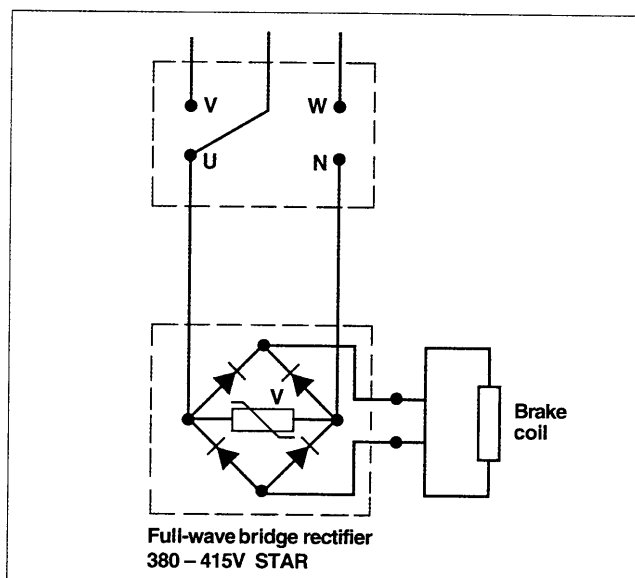 V
W
U
N
V
Brake
coil
Full-wave bridge rectifier
380 – 415V STAR